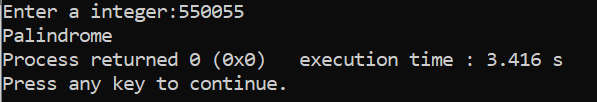 Enter a integer:550055
Palindrome
Process returned 0 (0x0)   execution time : 3.416 s
Press any key to continue.